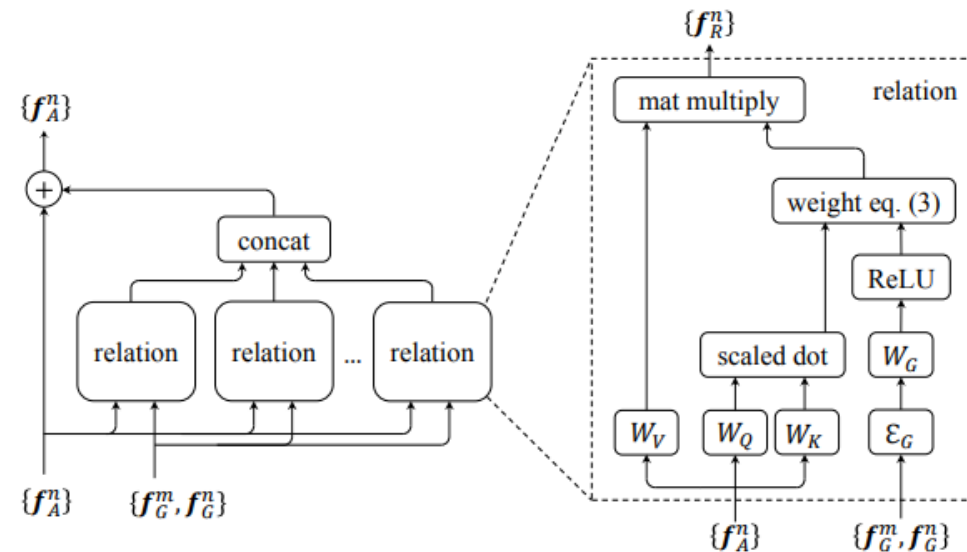 {f_A^n}
+
concat
relation relation ... relation
{f_A^n} {f_G^m, f_G^n}
{f_R^n}
relation
mat multiply
weight eq. (3)
ReLU
scaled dot W_G
W_V W_Q W_K ℰ_G
{f_A^n} {f_G^m, f_G^n}